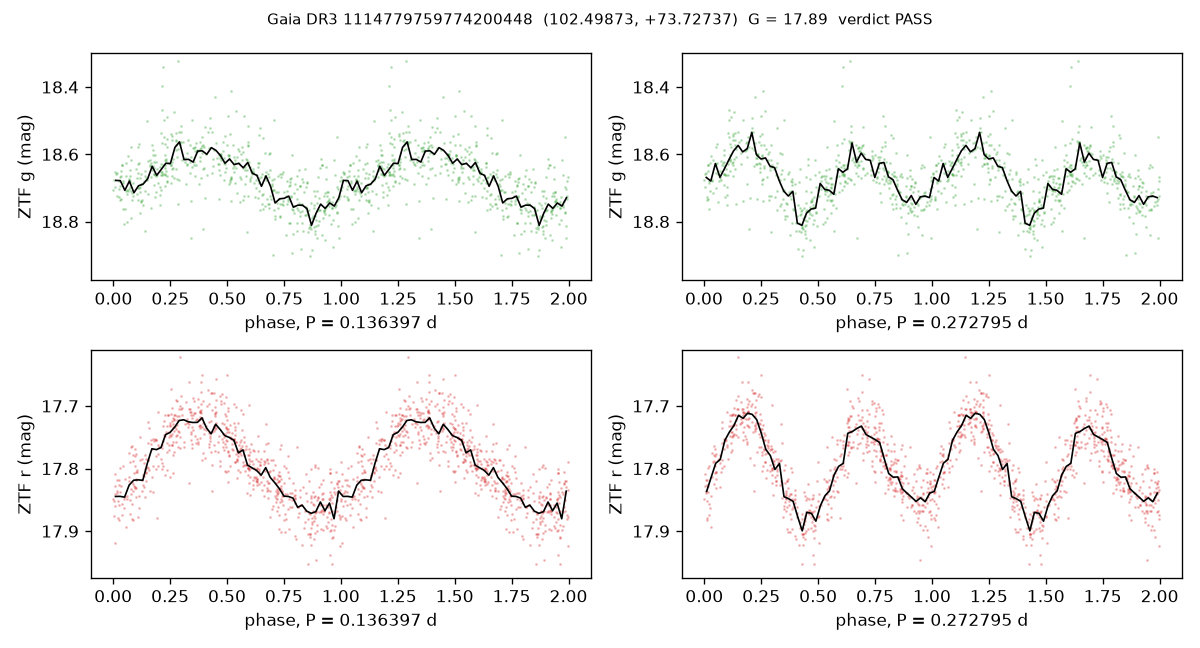 Gaia DR3 1114779759774200448 (102.49873, +73.72737) G = 17.89 verdict PASS
ZTF g (mag)
18.4
18.6
18.8
0.00 0.25 0.50 0.75 1.00 1.25 1.50 1.75 2.00
phase, P = 0.136397 d
ZTF g (mag)
18.4
18.6
18.8
0.00 0.25 0.50 0.75 1.00 1.25 1.50 1.75 2.00
phase, P = 0.272795 d
ZTF r (mag)
17.7
17.8
17.9
0.00 0.25 0.50 0.75 1.00 1.25 1.50 1.75 2.00
phase, P = 0.136397 d
ZTF r (mag)
17.7
17.8
17.9
0.00 0.25 0.50 0.75 1.00 1.25 1.50 1.75 2.00
phase, P = 0.272795 d